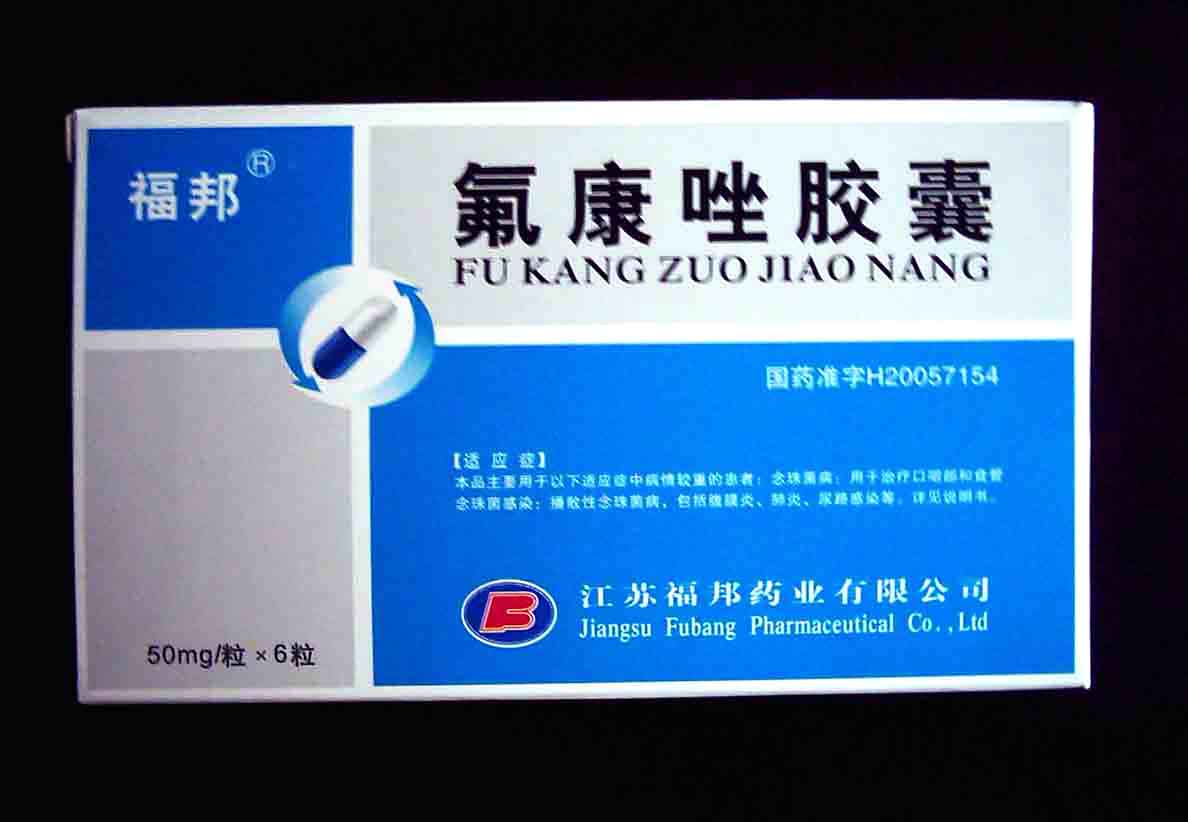 福邦®
氟康唑胶囊
FU KANG ZUO JIAO NANG
国药准字H20057154
【适应症】
本品主要用于以下适应症中病情较重的患者：念珠菌病：用于治疗口咽部和食管
念珠菌感染；播散性念珠菌病，包括腹膜炎、肺炎、尿路感染等。详见说明书。
江苏福邦药业有限公司
Jiangsu Fubang Pharmaceutical Co.,Ltd
50mg/粒×6粒